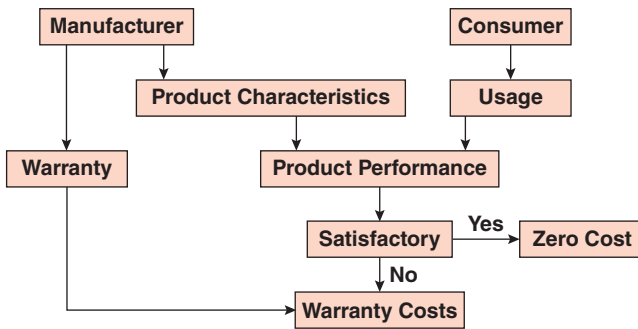 Manufacturer
Consumer
Product Characteristics
Usage
Warranty
Product Performance
Satisfactory
Yes
Zero Cost
No
Warranty Costs